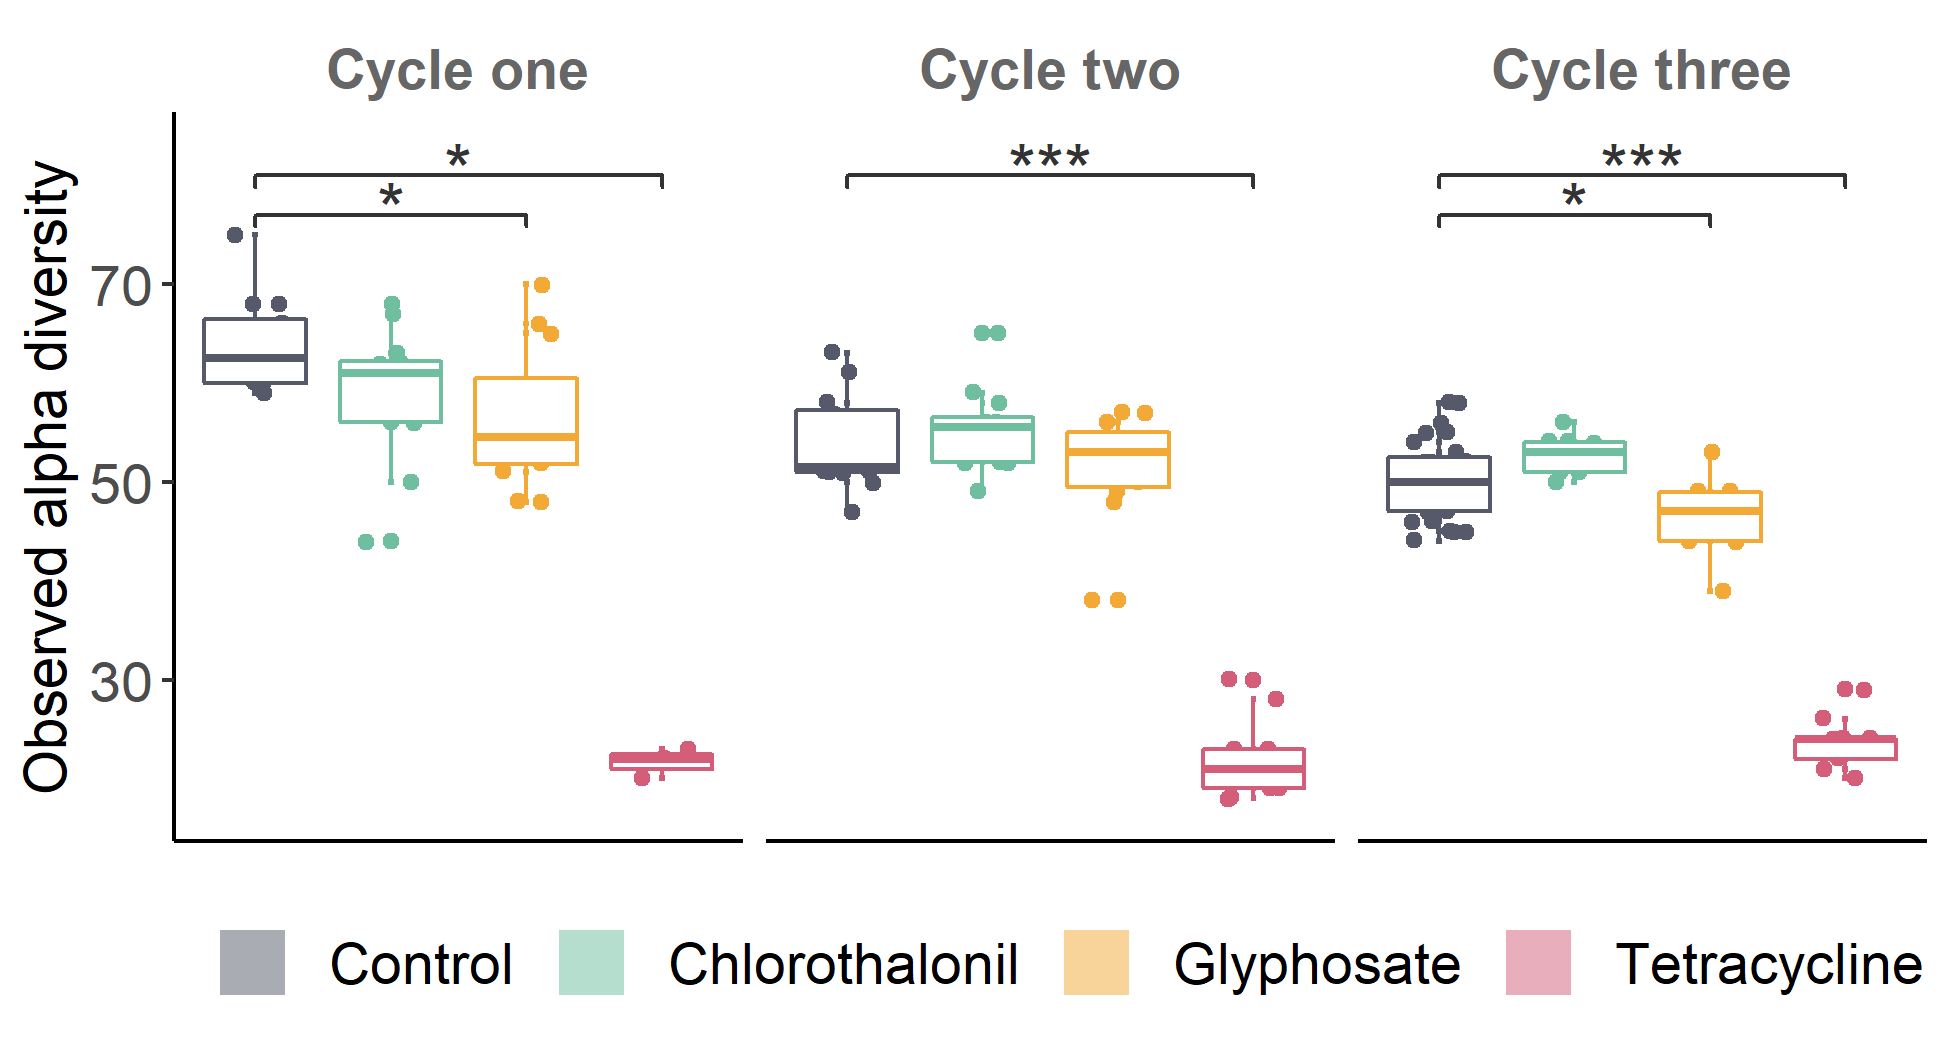 Cycle one Cycle two Cycle three
* *** ***
* *
Observed alpha diversity
70
50
30
Control Chlorothalonil Glyphosate Tetracycline